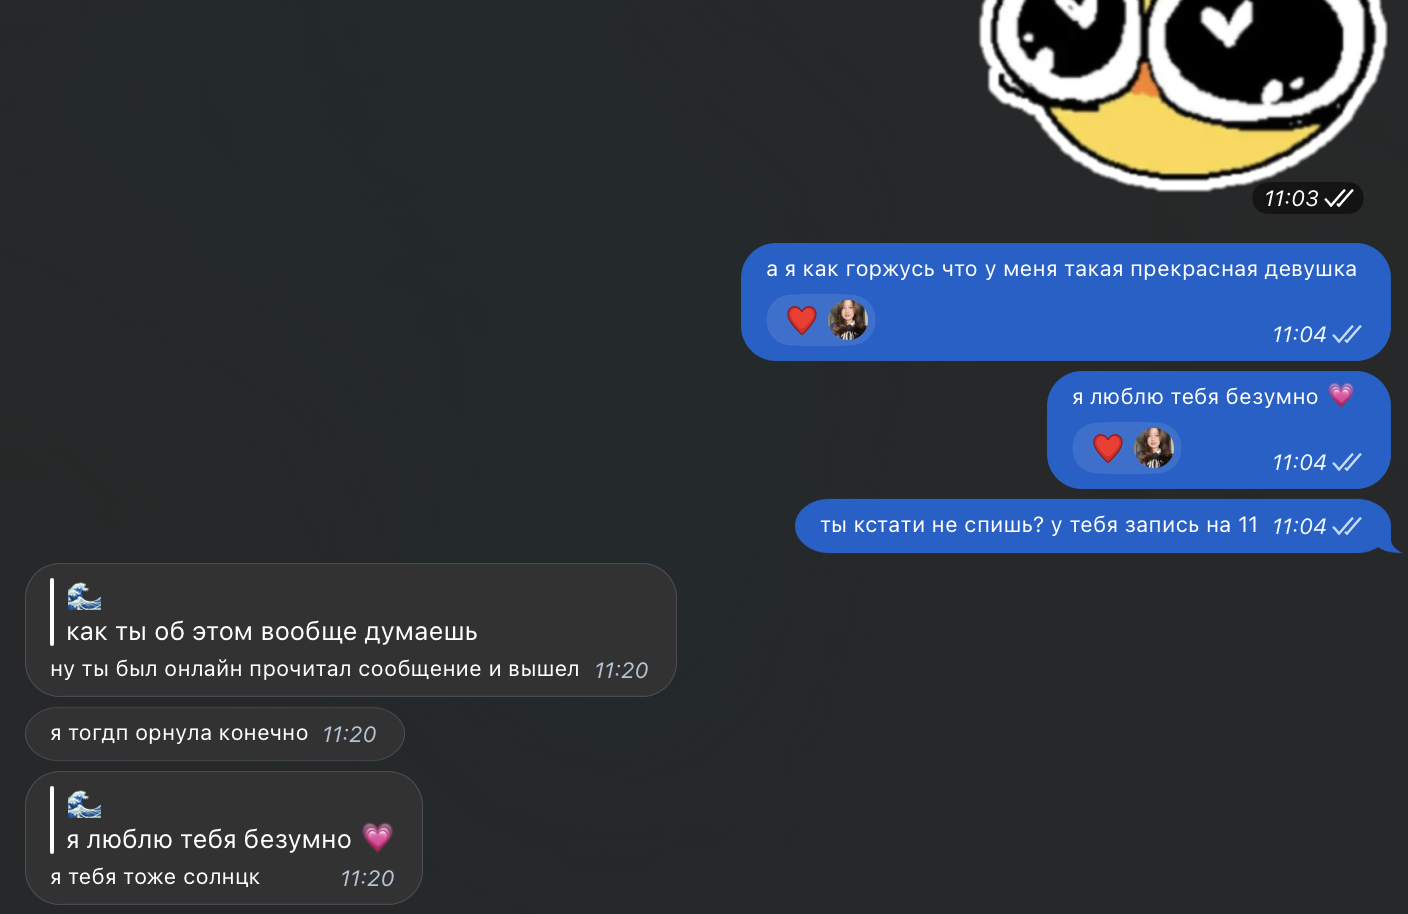 11:03
а я как горжусь что у меня такая прекрасная девушка
❤️ 11:04
я люблю тебя безумно 💗
❤️ 11:04
ты кстати не спишь? у тебя запись на 11 11:04
🌊
как ты об этом вообще думаешь
ну ты был онлайн прочитал сообщение и вышел 11:20
я тогдп орнула конечно 11:20
🌊
я люблю тебя безумно 💗
я тебя тоже солнцк 11:20